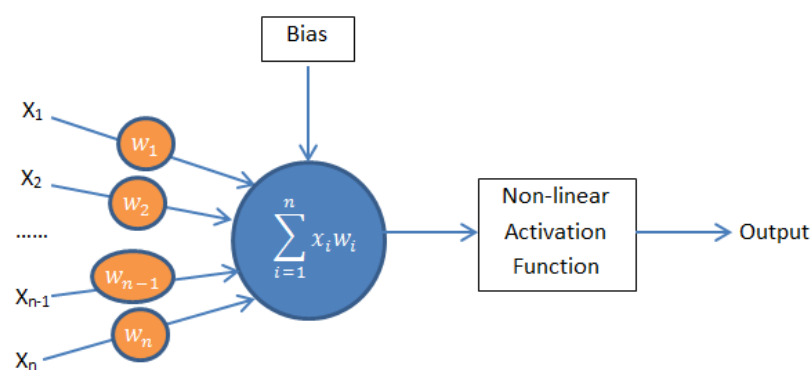 Bias
X₁
w₁
X₂
w₂
......
Xₙ₋₁
wₙ₋₁
Xₙ
wₙ
n
∑ xᵢwᵢ
i=1
Non-linear
Activation
Function
Output